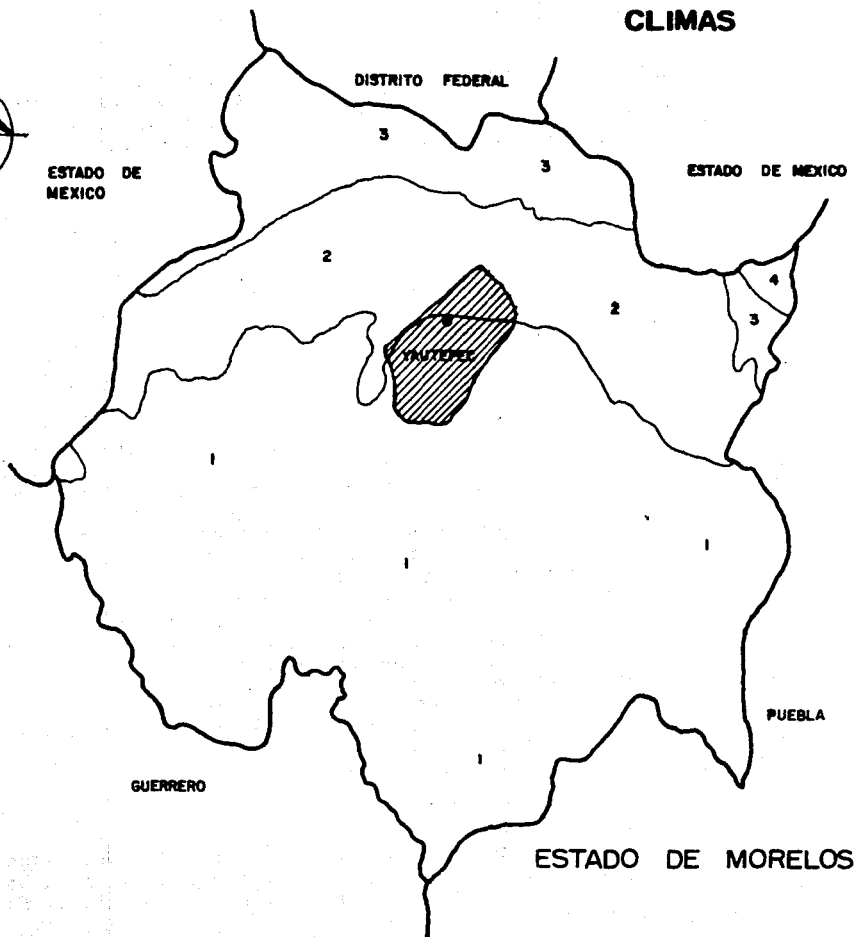 CLIMAS
DISTRITO FEDERAL
3
3
ESTADO DE
MEXICO
ESTADO DE MEXICO
2
4
2
3
YAUTEPEC
1
1
1
PUEBLA
1
GUERRERO
ESTADO DE MORELOS